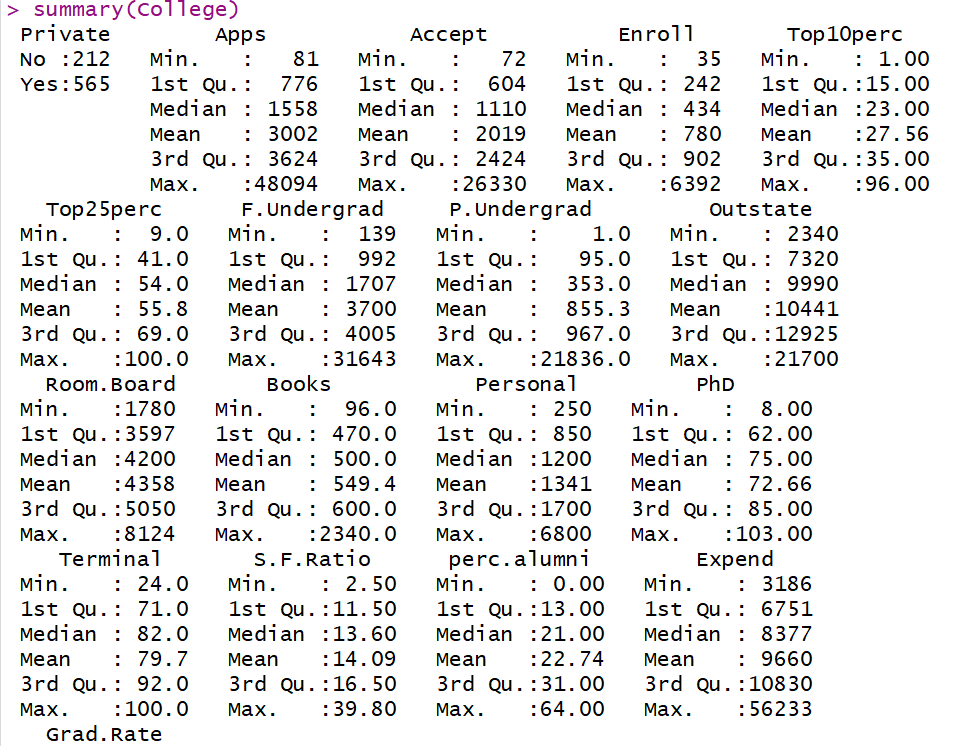 > summary(College)
 Private        Apps           Accept          Enroll       Top10perc
 No :212   Min.   :   81   Min.   :   72   Min.   :  35   Min.   : 1.00
 Yes:565   1st Qu.:  776   1st Qu.:  604   1st Qu.: 242   1st Qu.:15.00
           Median : 1558   Median : 1110   Median : 434   Median :23.00
           Mean   : 3002   Mean   : 2019   Mean   : 780   Mean   :27.56
           3rd Qu.: 3624   3rd Qu.: 2424   3rd Qu.: 902   3rd Qu.:35.00
           Max.   :48094   Max.   :26330   Max.   :6392   Max.   :96.00
   Top25perc      F.Undergrad     P.Undergrad         Outstate
 Min.   :  9.0   Min.   :  139   Min.   :    1.0   Min.   : 2340
 1st Qu.: 41.0   1st Qu.:  992   1st Qu.:   95.0   1st Qu.: 7320
 Median : 54.0   Median : 1707   Median :  353.0   Median : 9990
 Mean   : 55.8   Mean   : 3700   Mean   :  855.3   Mean   :10441
 3rd Qu.: 69.0   3rd Qu.: 4005   3rd Qu.:  967.0   3rd Qu.:12925
 Max.   :100.0   Max.   :31643   Max.   :21836.0   Max.   :21700
   Room.Board       Books           Personal         PhD
 Min.   :1780   Min.   :  96.0   Min.   : 250   Min.   :  8.00
 1st Qu.:3597   1st Qu.: 470.0   1st Qu.: 850   1st Qu.: 62.00
 Median :4200   Median : 500.0   Median :1200   Median : 75.00
 Mean   :4358   Mean   : 549.4   Mean   :1341   Mean   : 72.66
 3rd Qu.:5050   3rd Qu.: 600.0   3rd Qu.:1700   3rd Qu.: 85.00
 Max.   :8124   Max.   :2340.0   Max.   :6800   Max.   :103.00
    Terminal       S.F.Ratio      perc.alumni        Expend
 Min.   : 24.0   Min.   : 2.50   Min.   : 0.00   Min.   : 3186
 1st Qu.: 71.0   1st Qu.:11.50   1st Qu.:13.00   1st Qu.: 6751
 Median : 82.0   Median :13.60   Median :21.00   Median : 8377
 Mean   : 79.7   Mean   :14.09   Mean   :22.74   Mean   : 9660
 3rd Qu.: 92.0   3rd Qu.:16.50   3rd Qu.:31.00   3rd Qu.:10830
 Max.   :100.0   Max.   :39.80   Max.   :64.00   Max.   :56233
   Grad.Rate